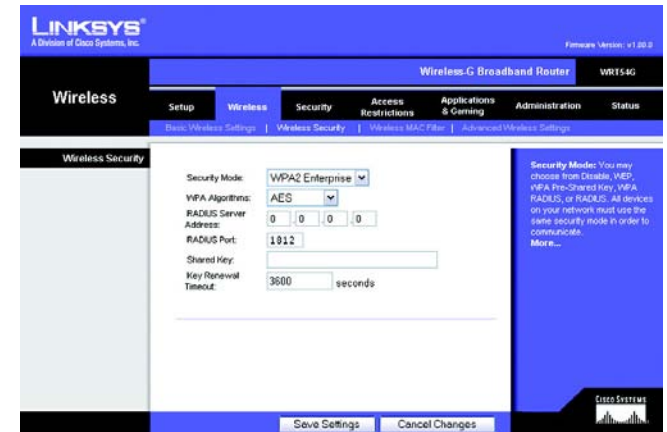 LINKSYS®
A Division of Cisco Systems, Inc.
Firmware Version: v1.00.0
Wireless-G Broadband Router
WRT54G
Wireless
Setup
Wireless
Security
Access Restrictions
Applications & Gaming
Administration
Status
Basic Wireless Settings | Wireless Security | Wireless MAC Filter | Advanced Wireless Settings
Wireless Security
Security Mode: WPA2 Enterprise
WPA Algorithms: AES
RADIUS Server Address: 0 . 0 . 0 . 0
RADIUS Port: 1812
Shared Key:
Key Renewal Timeout: 3600 seconds
Security Mode: You may
choose from Disable, WEP,
WPA Pre-Shared
Key, WPA
RADIUS, or RADIUS. All devices
on your network must use the
same security mode in order to
communicate.
More...
CISCO SYSTEMS
Save Settings
Cancel Changes